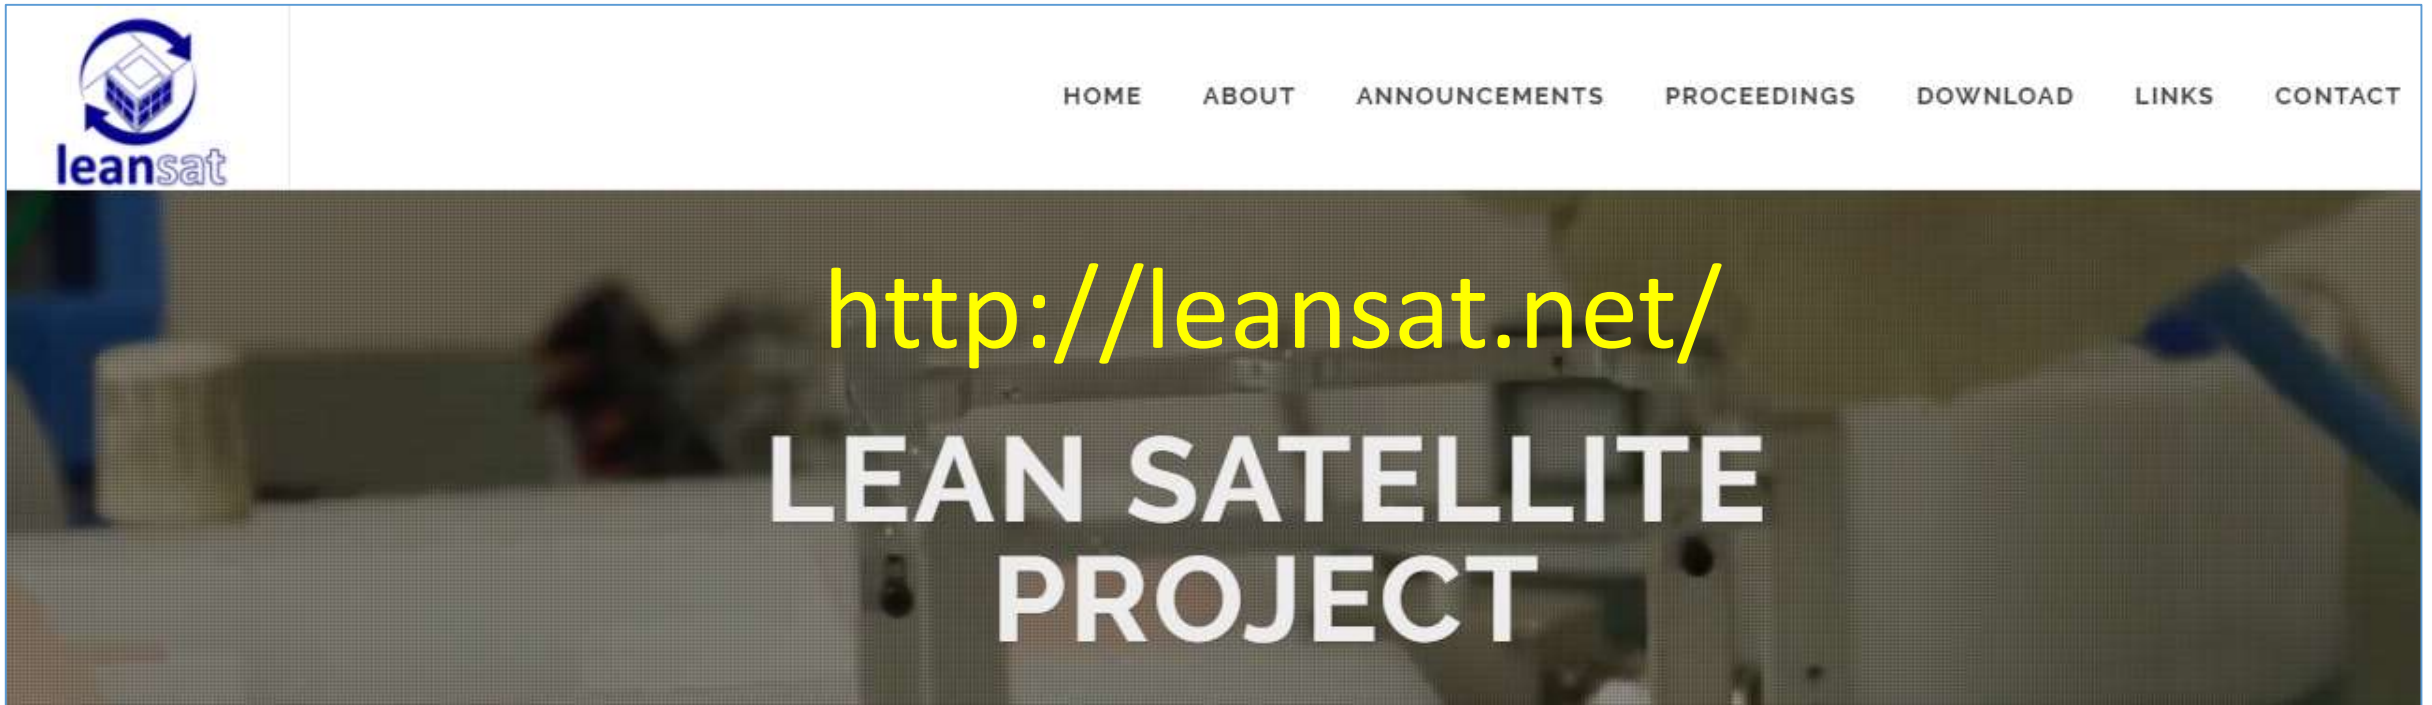 leansat
HOME ABOUT ANNOUNCEMENTS PROCEEDINGS DOWNLOAD LINKS CONTACT
http://leansat.net/
LEAN SATELLITE
PROJECT